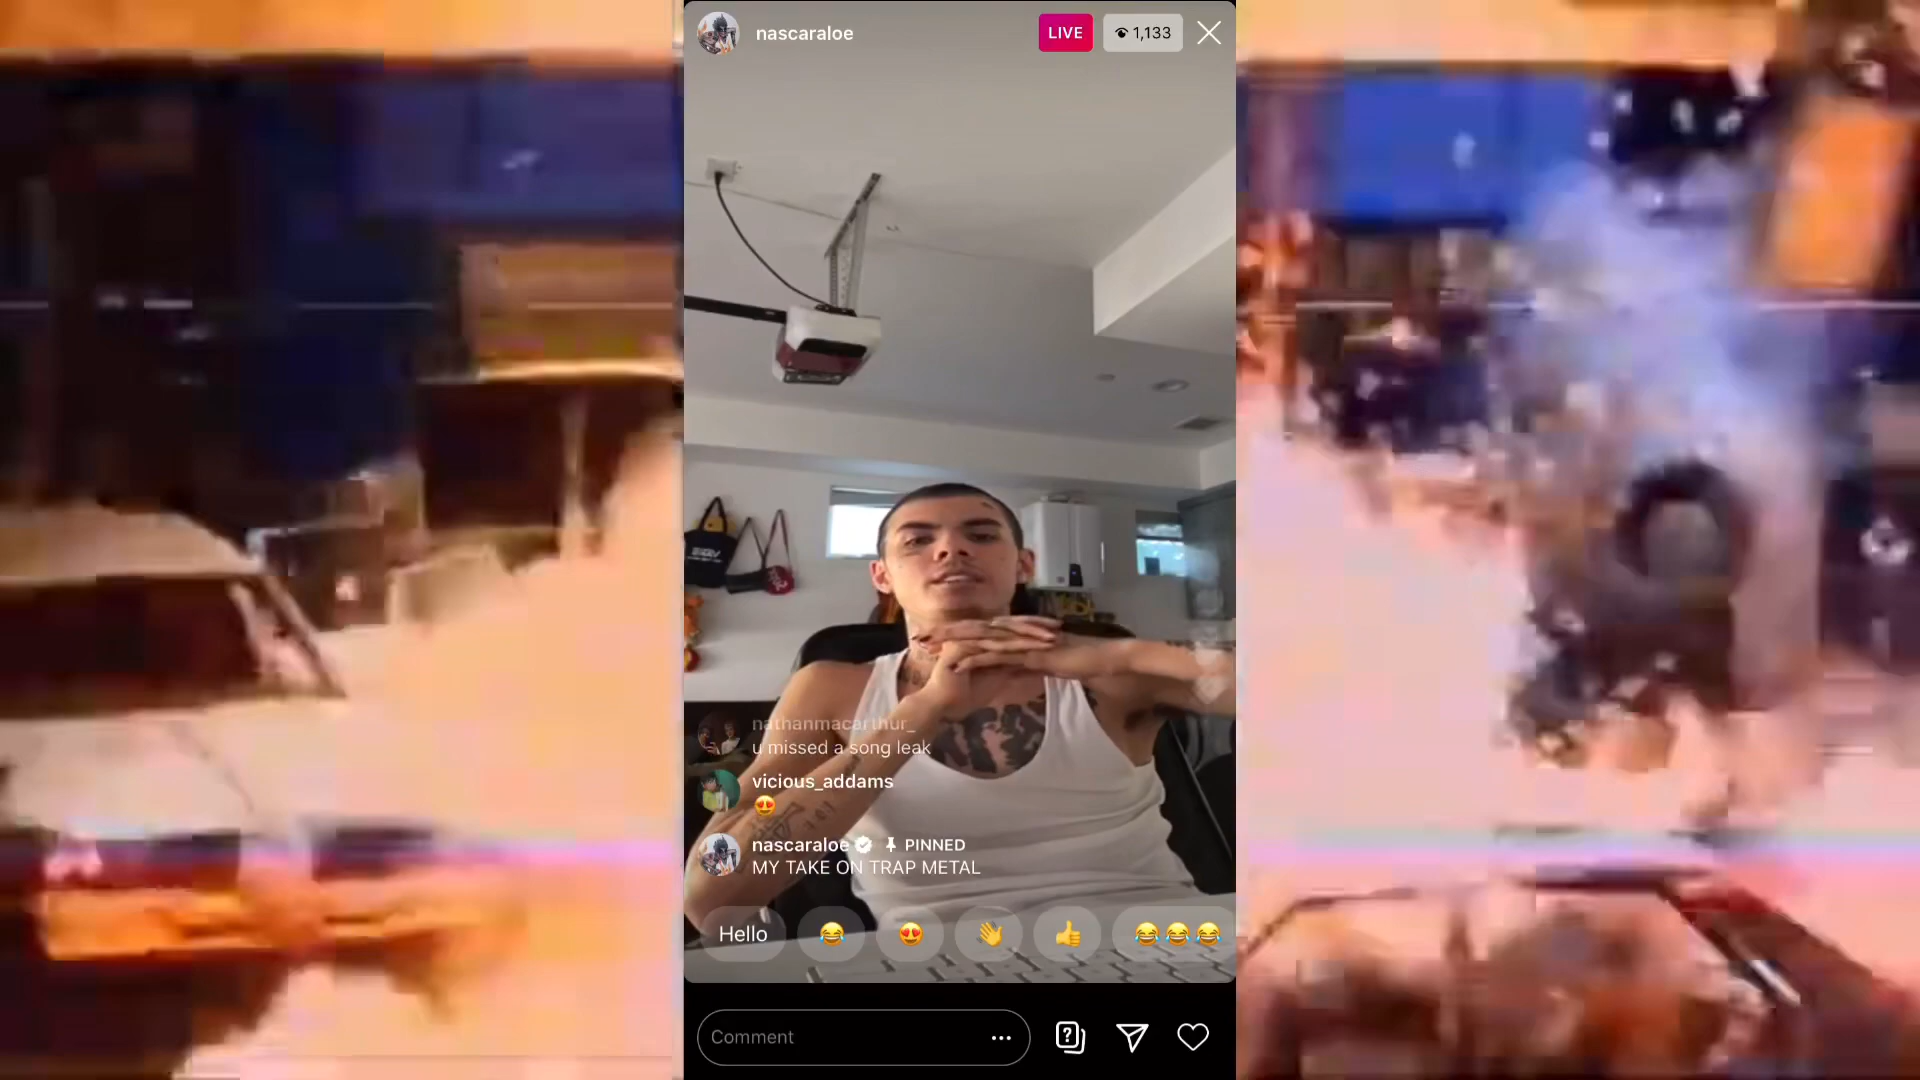 nascaraloe
LIVE
1,133
nathanmacarthur_
u missed a song leak
vicious_addams
😍
nascaraloe PINNED
MY TAKE ON TRAP METAL
Hello 😂 😍 👋 👍 😂😂😂
Comment